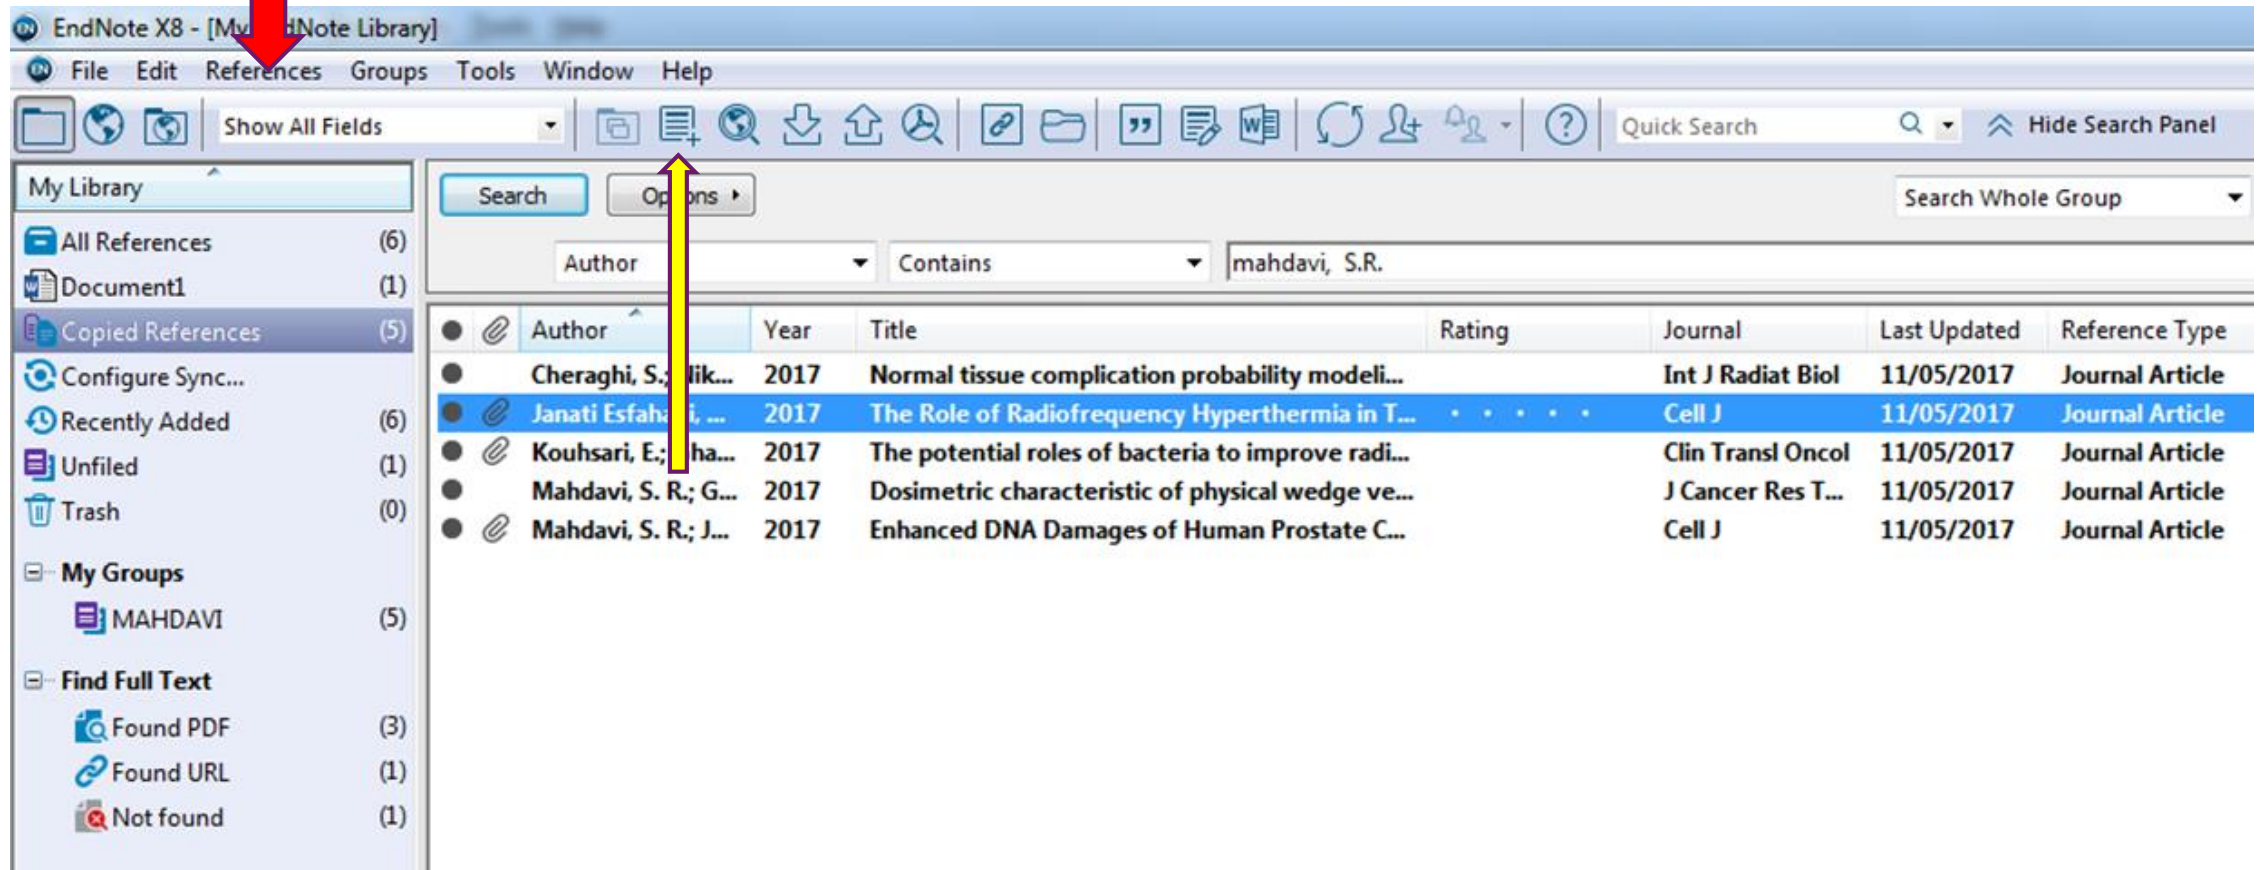 EndNote X8 - [My EndNote Library]
File Edit References Groups Tools Window Help
Show All Fields
Quick Search
Hide Search Panel
My Library
All References (6)
Document1 (1)
Copied References (5)
Configure Sync...
Recently Added (6)
Unfiled (1)
Trash (0)
My Groups
MAHDAVI (5)
Find Full Text
Found PDF (3)
Found URL (1)
Not found (1)
Search Options Search Whole Group
Author Contains mahdavi, S.R.
Author Year Title Rating Journal Last Updated Reference Type
Cheraghi, S.; Nik... 2017 Normal tissue complication probability modeli... Int J Radiat Biol 11/05/2017 Journal Article
Janati Esfahani, ... 2017 The Role of Radiofrequency Hyperthermia in T... Cell J 11/05/2017 Journal Article
Kouhsari, E.; ha... 2017 The potential roles of bacteria to improve radi... Clin Transl Oncol 11/05/2017 Journal Article
Mahdavi, S. R.; G... 2017 Dosimetric characteristic of physical wedge ve... J Cancer Res T... 11/05/2017 Journal Article
Mahdavi, S. R.; J... 2017 Enhanced DNA Damages of Human Prostate C... Cell J 11/05/2017 Journal Article